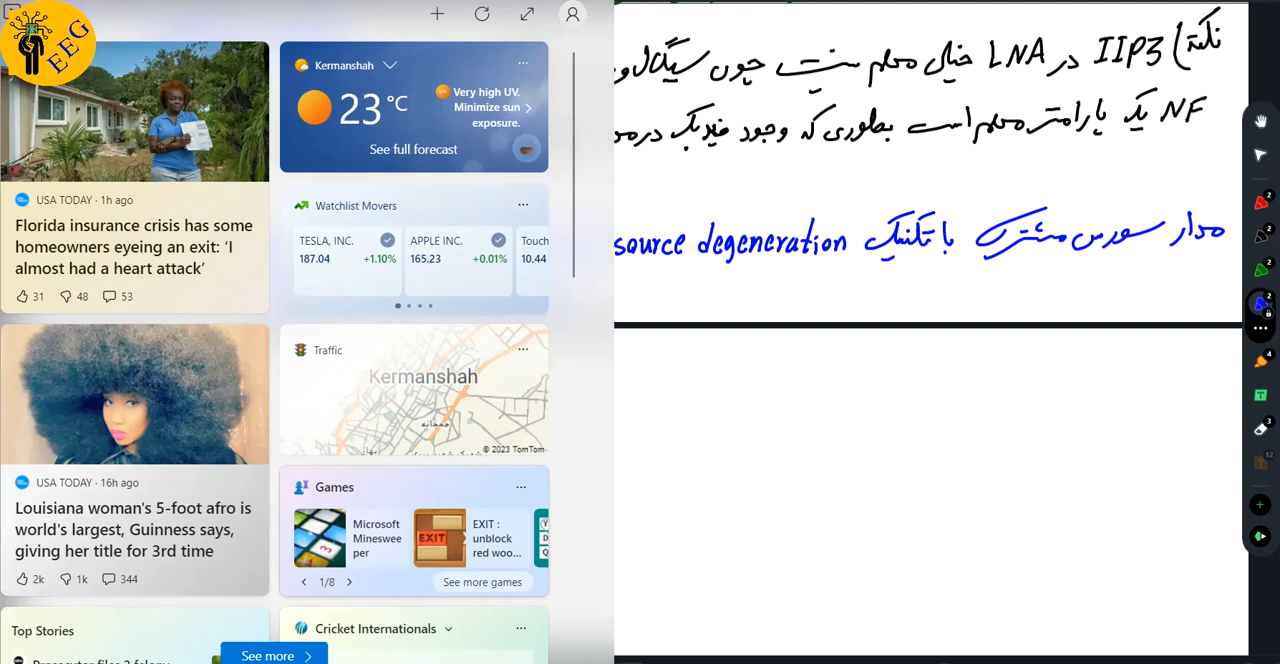 EEG
USA TODAY · 1h ago
Florida insurance crisis has some
homeowners eyeing an exit: ‘I
almost had a heart attack’
31 48 53
USA TODAY · 16h ago
Louisiana woman's 5-foot afro is
world's largest, Guinness says,
giving her title for 3rd time
2k 1k 344
Top Stories
See more
Kermanshah
23 °C
Very high UV.
Minimize sun
exposure.
See full forecast
Watchlist Movers
TESLA, INC.
187.04 +1.10%
APPLE INC.
165.23 +0.01%
Touch
10.44
Traffic
Kermanshah
© 2023 TomTom
Games
Microsoft
Mineswee
per
EXIT :
unblock
red woo...
EXIT
1/8
See more games
Cricket Internationals
نکته) IIP3 در LNA خیلی مهم نیست چون سیگنال و
NF یک پارامتر مهم است بطوری که وجود فیدبک در
مدار سورس مشترک با تکنیک source degeneration